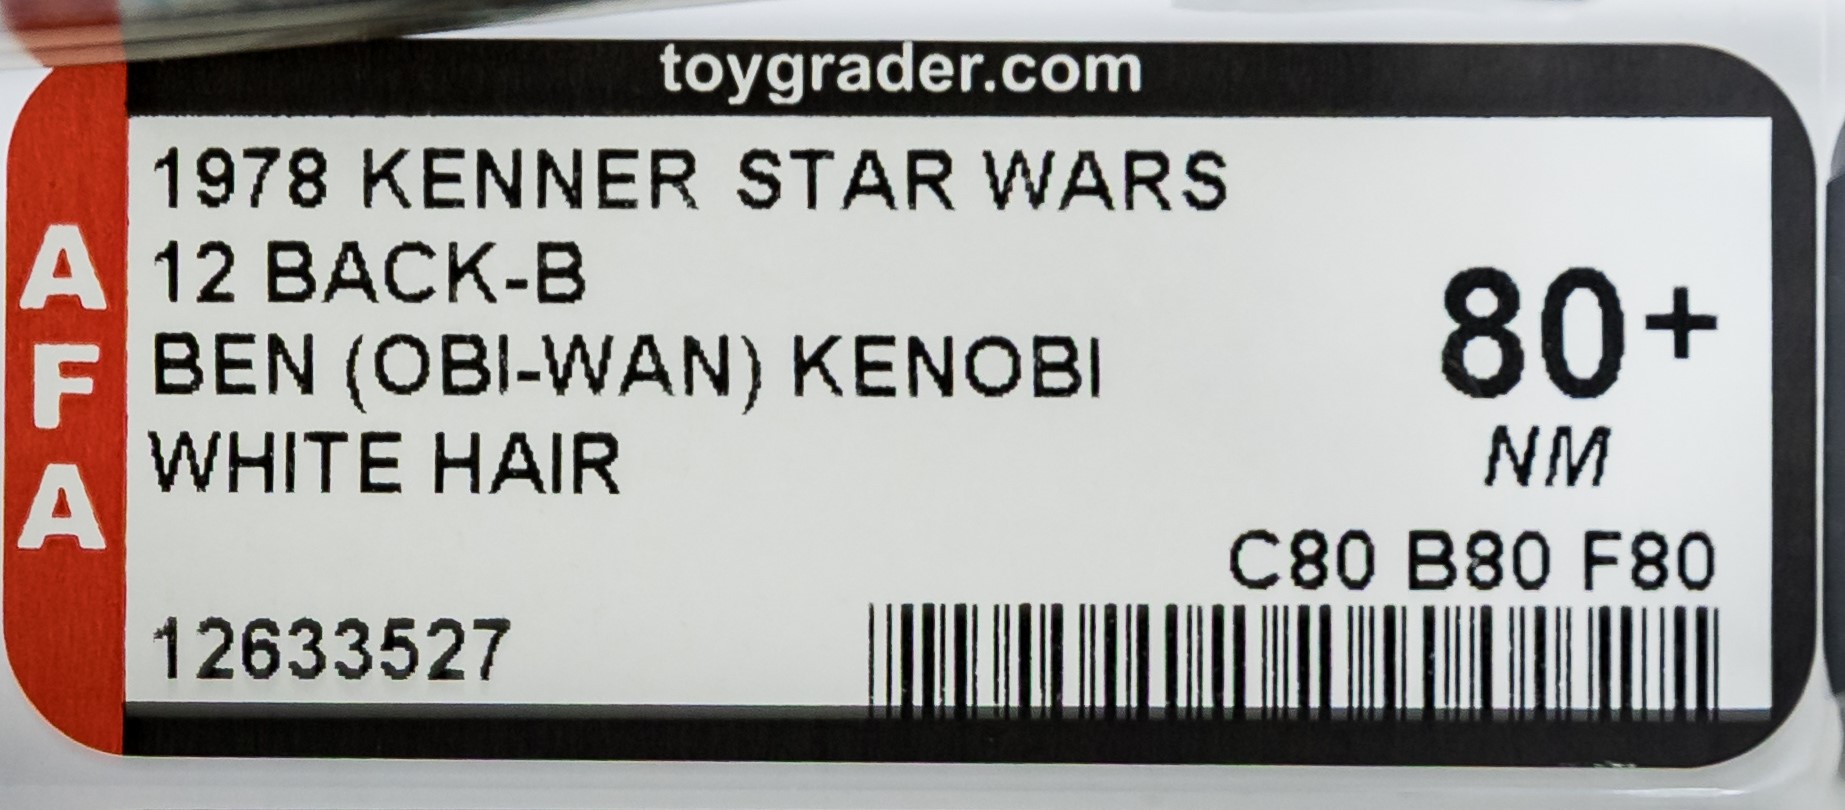 toygrader.com
AFA
1978 KENNER STAR WARS
12 BACK-B
BEN (OBI-WAN) KENOBI
WHITE HAIR
80+
NM
C80 B80 F80
12633527